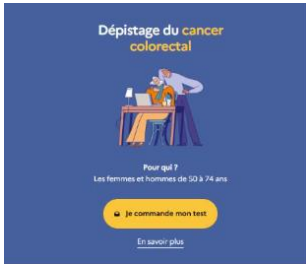 Dépistage du cancer
colorectal
Pour qui ?
Les femmes et hommes de 50 à 74 ans
Je commande mon test
En savoir plus